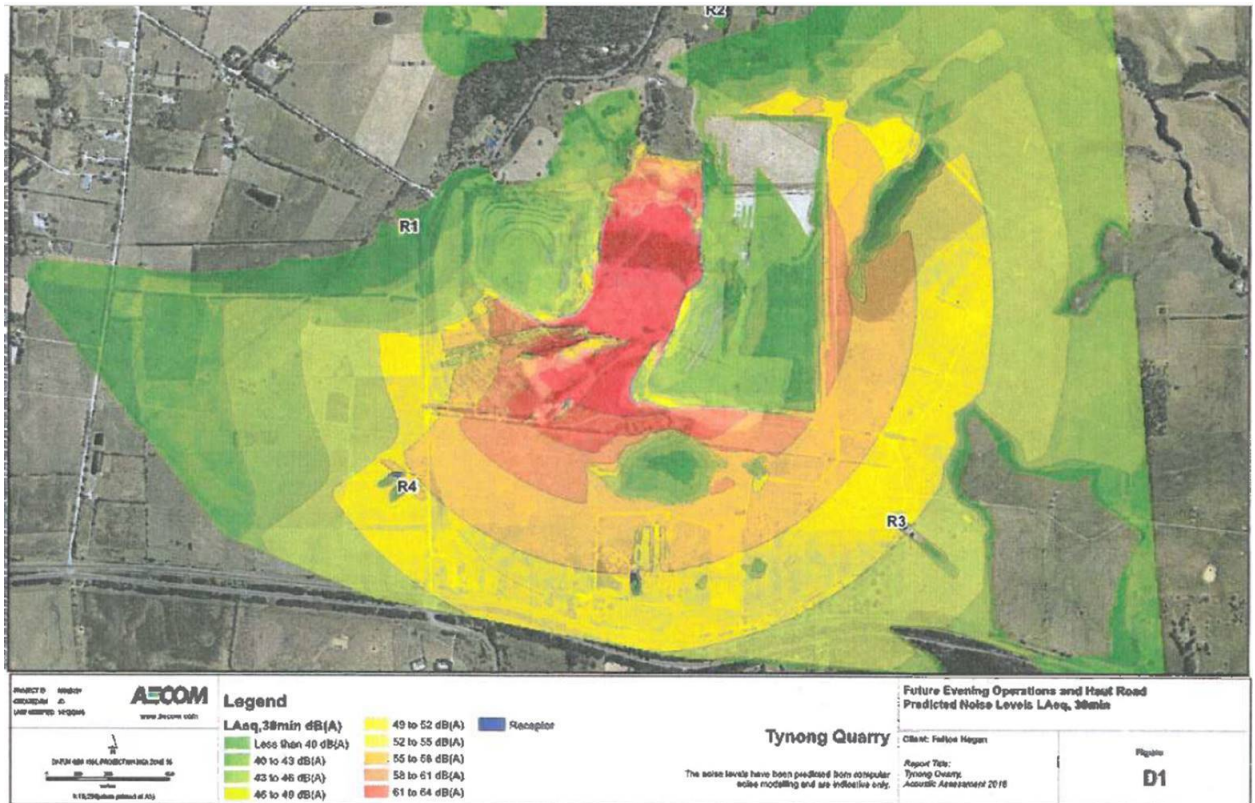 R2
R1
R4
R3
AECOM
www.aecom.com
Legend
LAeq,30min dB(A)
Less than 40 dB(A)
40 to 43 dB(A)
43 to 46 dB(A)
46 to 49 dB(A)
49 to 52 dB(A)
52 to 55 dB(A)
55 to 58 dB(A)
58 to 61 dB(A)
61 to 64 dB(A)
Receptor
Tynong Quarry
The noise levels have been predicted from computer
noise modelling and are indicative only.
Future Evening Operations and Haul Road
Predicted Noise Levels LAeq, 30min
Client:
Report Title:
Tynong Quarry,
Acoustic Assessment 2016
Figure
D1